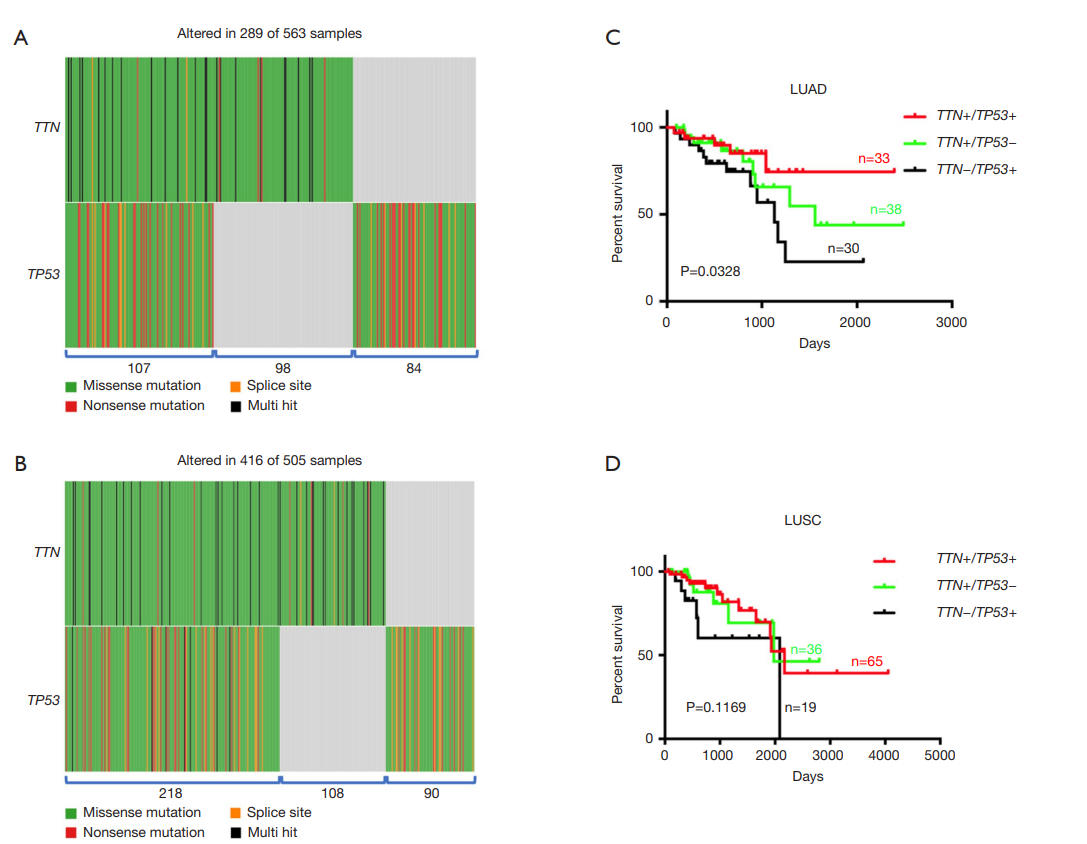 A
Altered in 289 of 563 samples
TTN
TP53
107 98 84
Missense mutation Splice site
Nonsense mutation Multi hit
B
Altered in 416 of 505 samples
TTN
TP53
218 108 90
Missense mutation Splice site
Nonsense mutation Multi hit
C
LUAD
TTN+/TP53+
TTN+/TP53−
TTN−/TP53+
Percent survival
100
50
0
n=33
n=38
n=30
P=0.0328
0 1000 2000 3000
Days
D
LUSC
TTN+/TP53+
TTN+/TP53−
TTN−/TP53+
Percent survival
100
50
0
n=36
n=65
P=0.1169 n=19
0 1000 2000 3000 4000 5000
Days